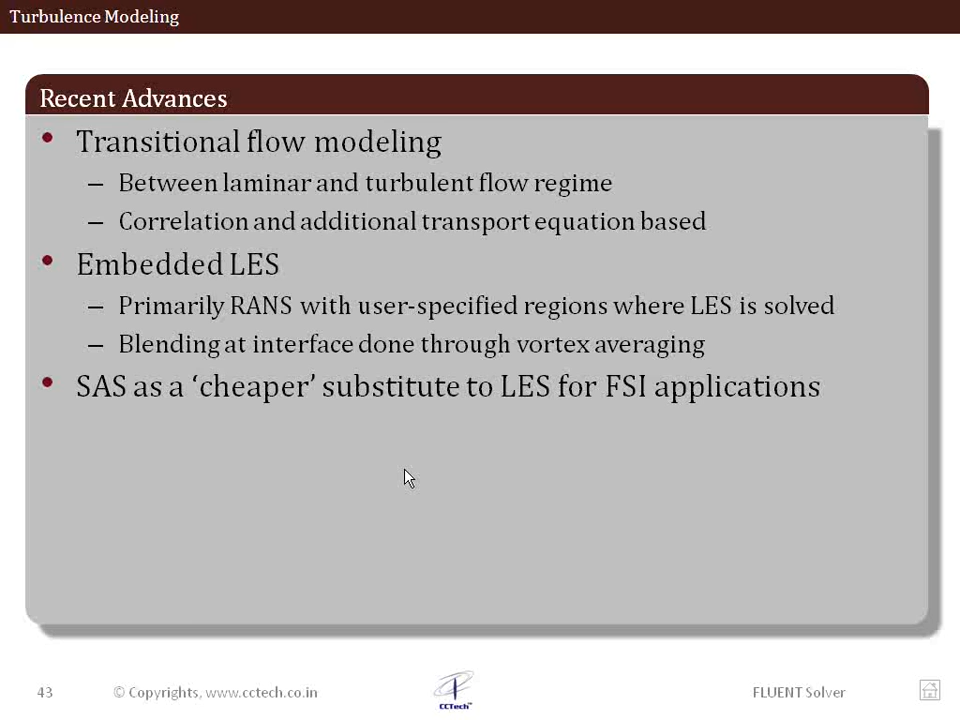 Turbulence Modeling
Recent Advances
• Transitional flow modeling
– Between laminar and turbulent flow regime
– Correlation and additional transport equation based
• Embedded LES
– Primarily RANS with user-specified regions where LES is solved
– Blending at interface done through vortex averaging
• SAS as a ‘cheaper’ substitute to LES for FSI applications
43
© Copyrights, www.cctech.co.in
CCTech™
FLUENT Solver